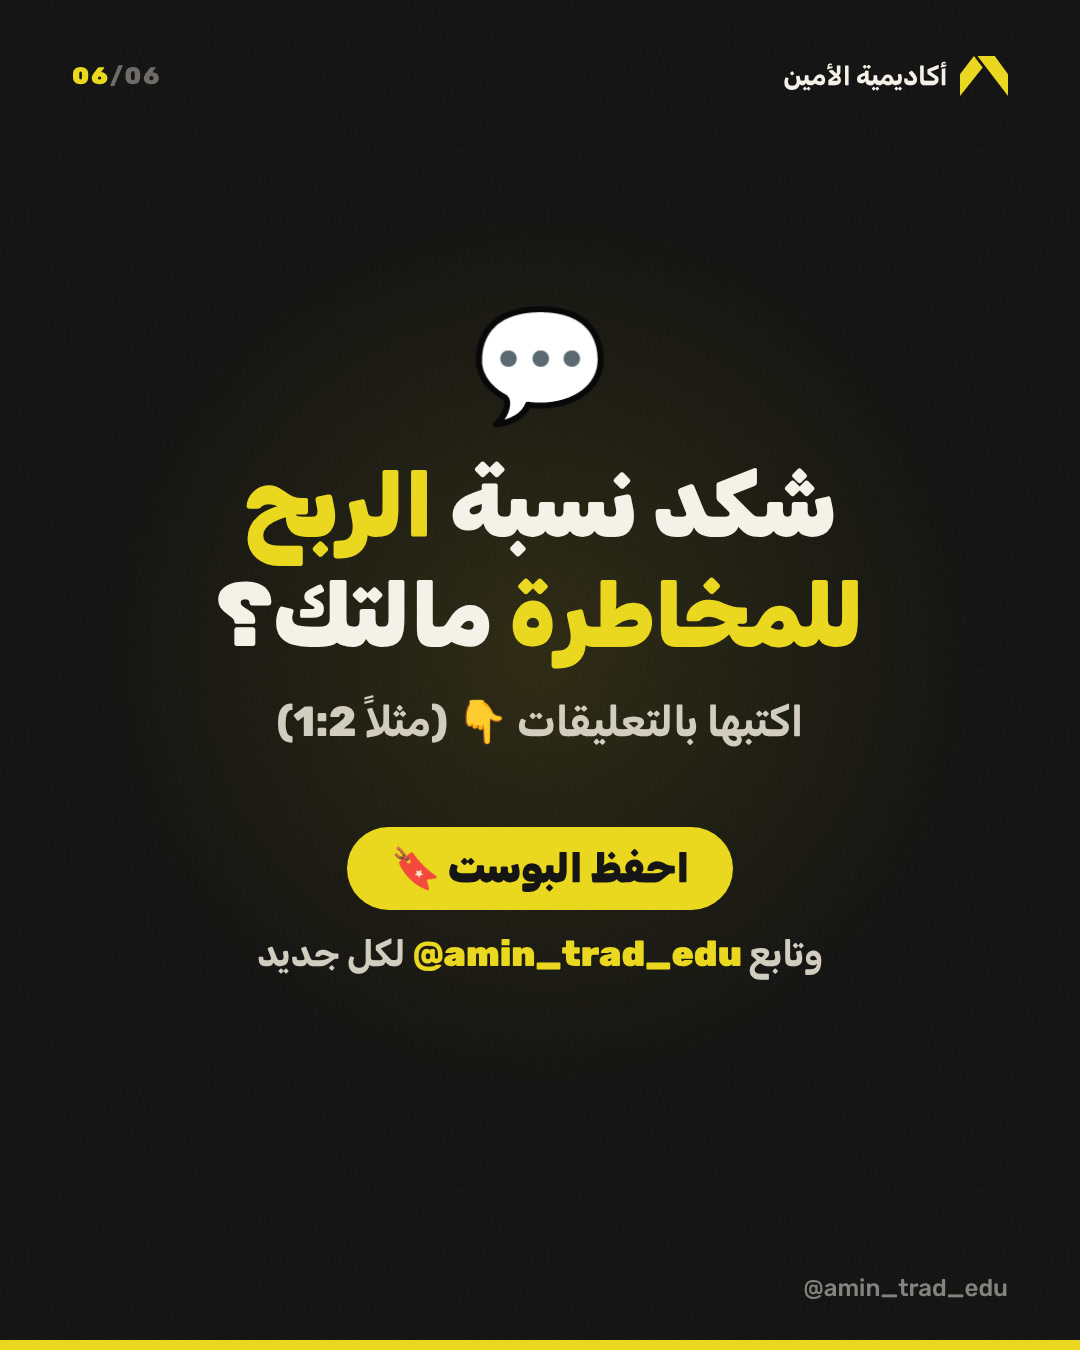 أكاديمية الأمين
06/06
شكد نسبة الربح
للمخاطرة مالتك؟
اكتبها بالتعليقات 👇 (مثلاً 1:2)
احفظ البوست 🔖
وتابع @amin_trad_edu لكل جديد
@amin_trad_edu